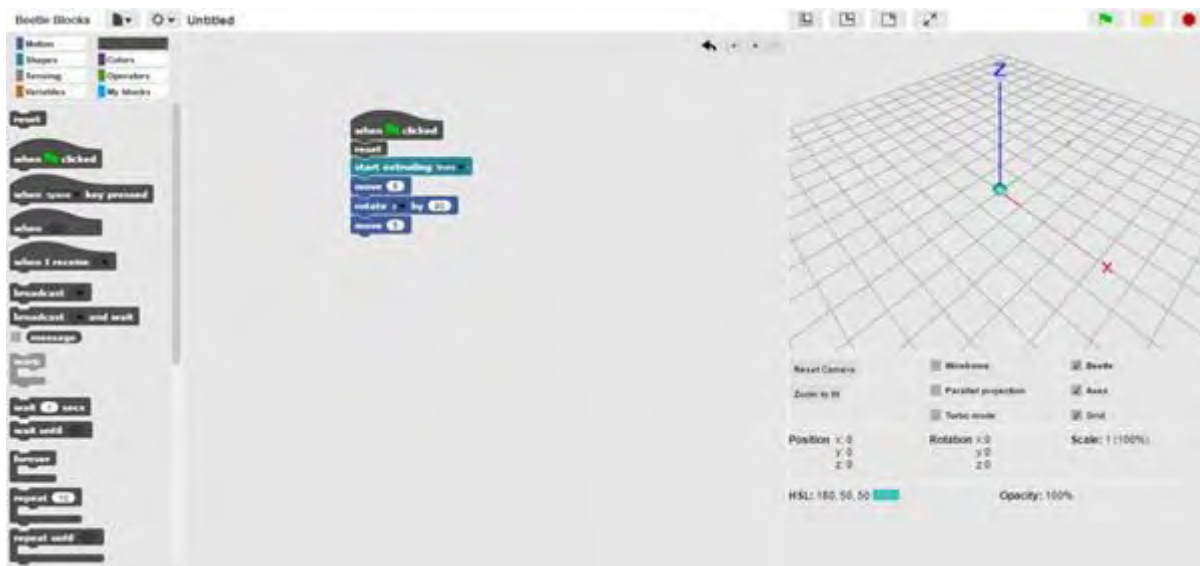 Beetle Blocks Untitled
Motion
Shapes Colors
Sensing Operators
Variables My blocks
reset
when clicked
when space key pressed
when
when I receive
broadcast
broadcast and wait
message
warp
wait 1 secs
wait until
forever
repeat 10
repeat until
when clicked
reset
start extruding
move
rotate by
move
Z
X
Reset Camera
Zoom to fit
Wireframe
Parallel projection
Turbo mode
Beetle
Axes
Grid
Position x: 0
y: 0
z: 0
Rotation x: 0
y: 0
z: 0
Scale: 1 (100%)
HSL: 180, 50, 50
Opacity: 100%